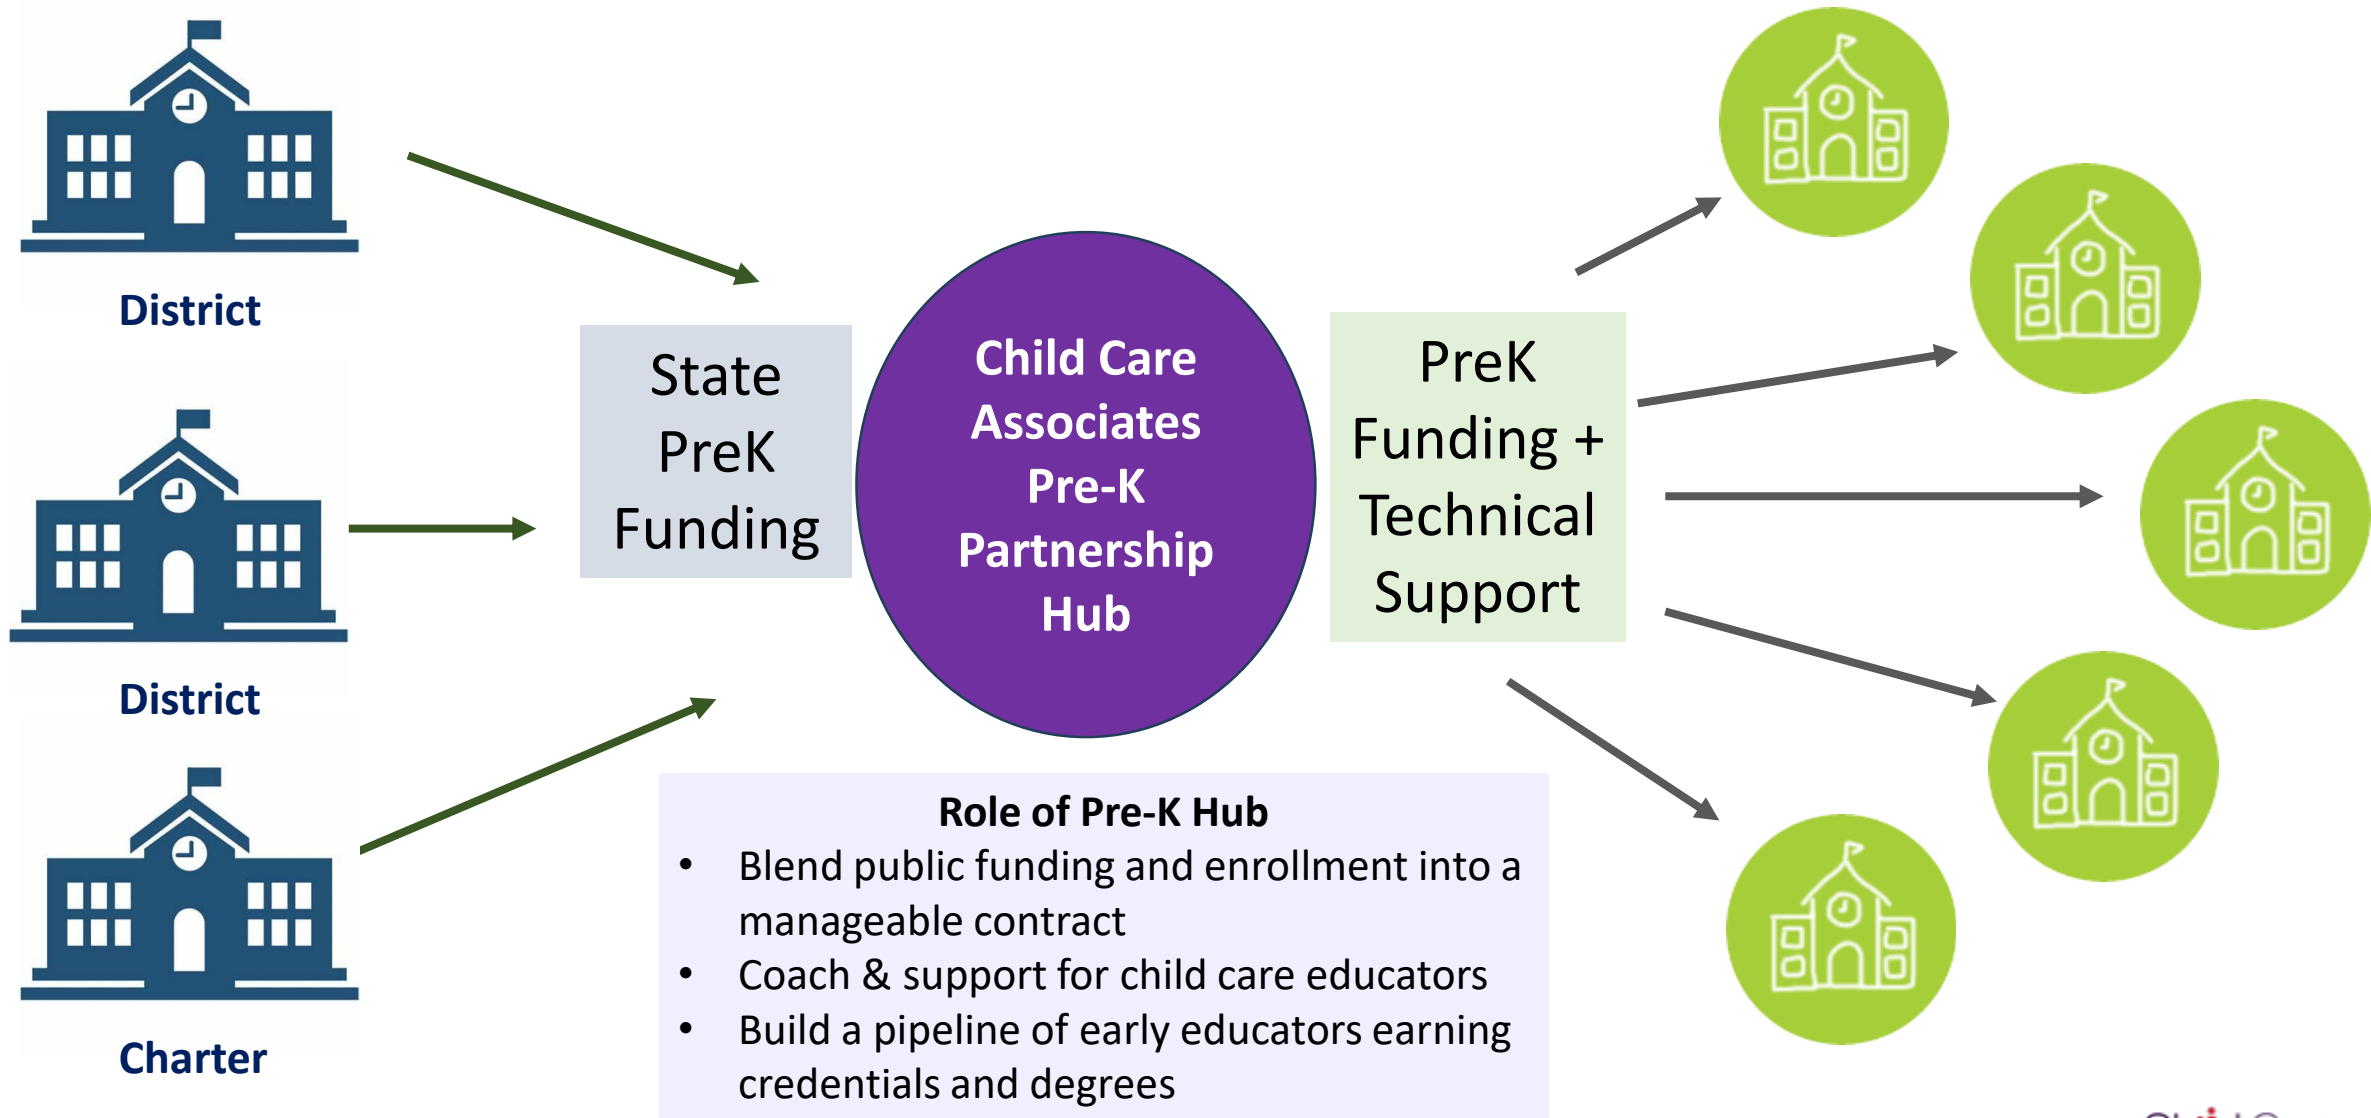 District
District
Charter
State
PreK
Funding
Child Care
Associates
Pre-K
Partnership
Hub
PreK
Funding +
Technical
Support
Role of Pre-K Hub
• Blend public funding and enrollment into a
manageable contract
• Coach & support for child care educators
• Build a pipeline of early educators earning
credentials and degrees